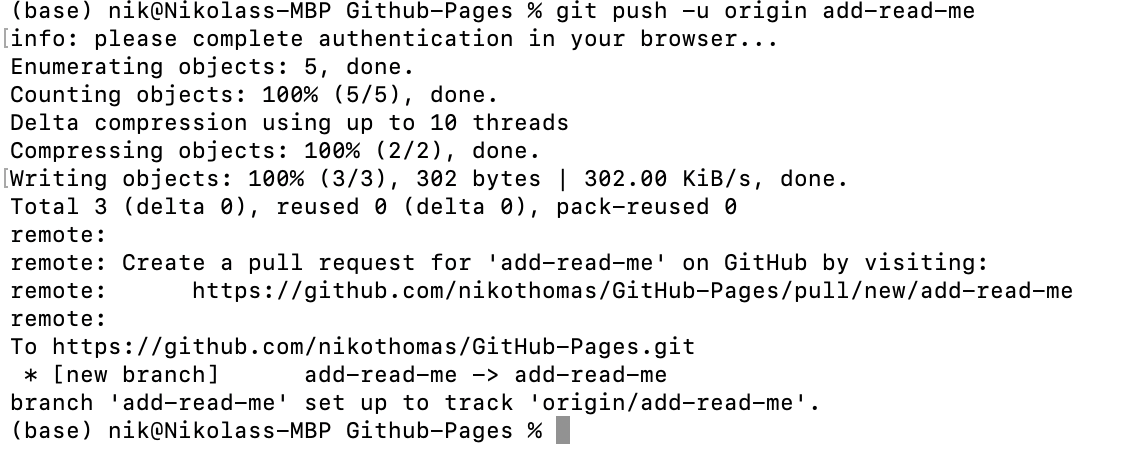 (base) nik@Nikolass-MBP Github-Pages % git push -u origin add-read-me
[info: please complete authentication in your browser...
Enumerating objects: 5, done.
Counting objects: 100% (5/5), done.
Delta compression using up to 10 threads
Compressing objects: 100% (2/2), done.
[Writing objects: 100% (3/3), 302 bytes | 302.00 KiB/s, done.
Total 3 (delta 0), reused 0 (delta 0), pack-reused 0
remote:
remote: Create a pull request for 'add-read-me' on GitHub by visiting:
remote:      https://github.com/nikothomas/GitHub-Pages/pull/new/add-read-me
remote:
To https://github.com/nikothomas/GitHub-Pages.git
 * [new branch]      add-read-me -> add-read-me
branch 'add-read-me' set up to track 'origin/add-read-me'.
(base) nik@Nikolass-MBP Github-Pages %